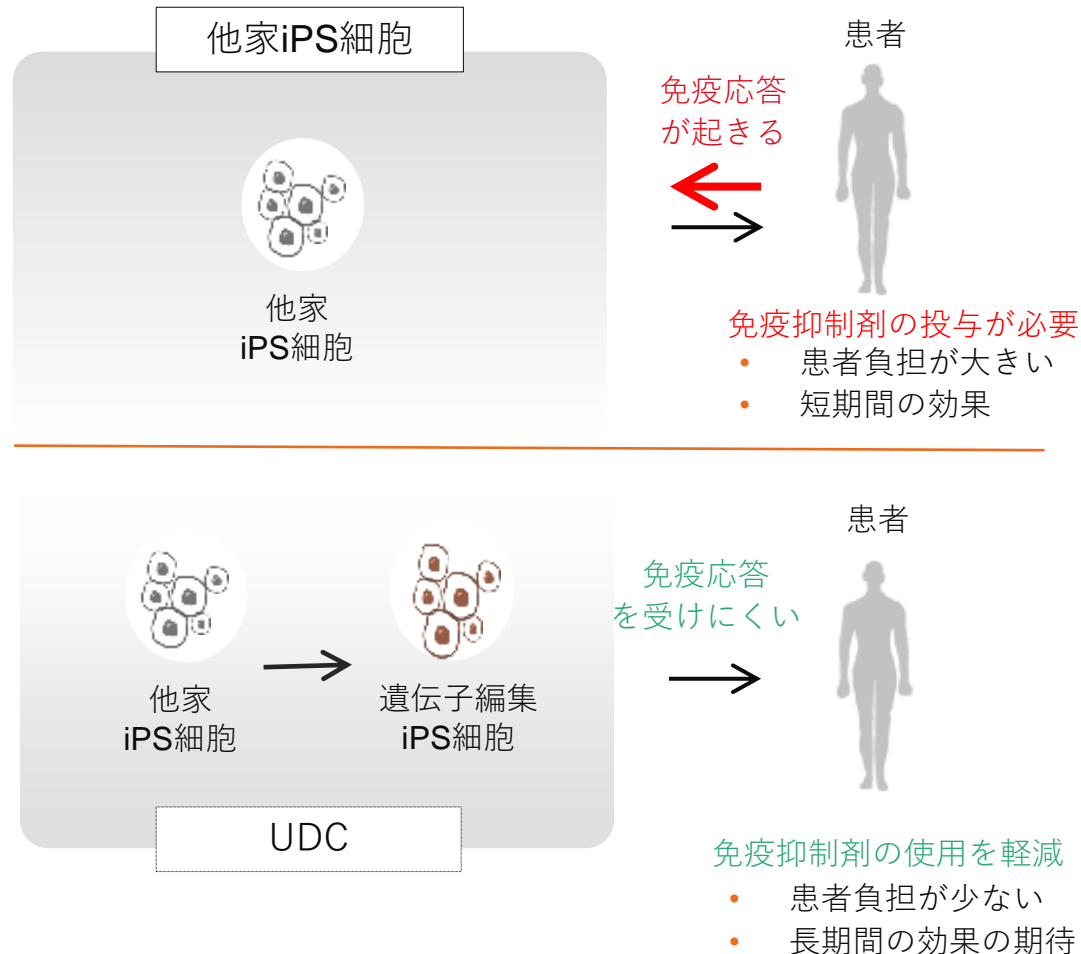 他家iPS細胞
患者
免疫応答
が起きる
他家
iPS細胞
免疫抑制剤の投与が必要
• 患者負担が大きい
• 短期間の効果
患者
免疫応答
を受けにくい
他家
iPS細胞
遺伝子編集
iPS細胞
UDC
免疫抑制剤の使用を軽減
• 患者負担が少ない
• 長期間の効果の期待